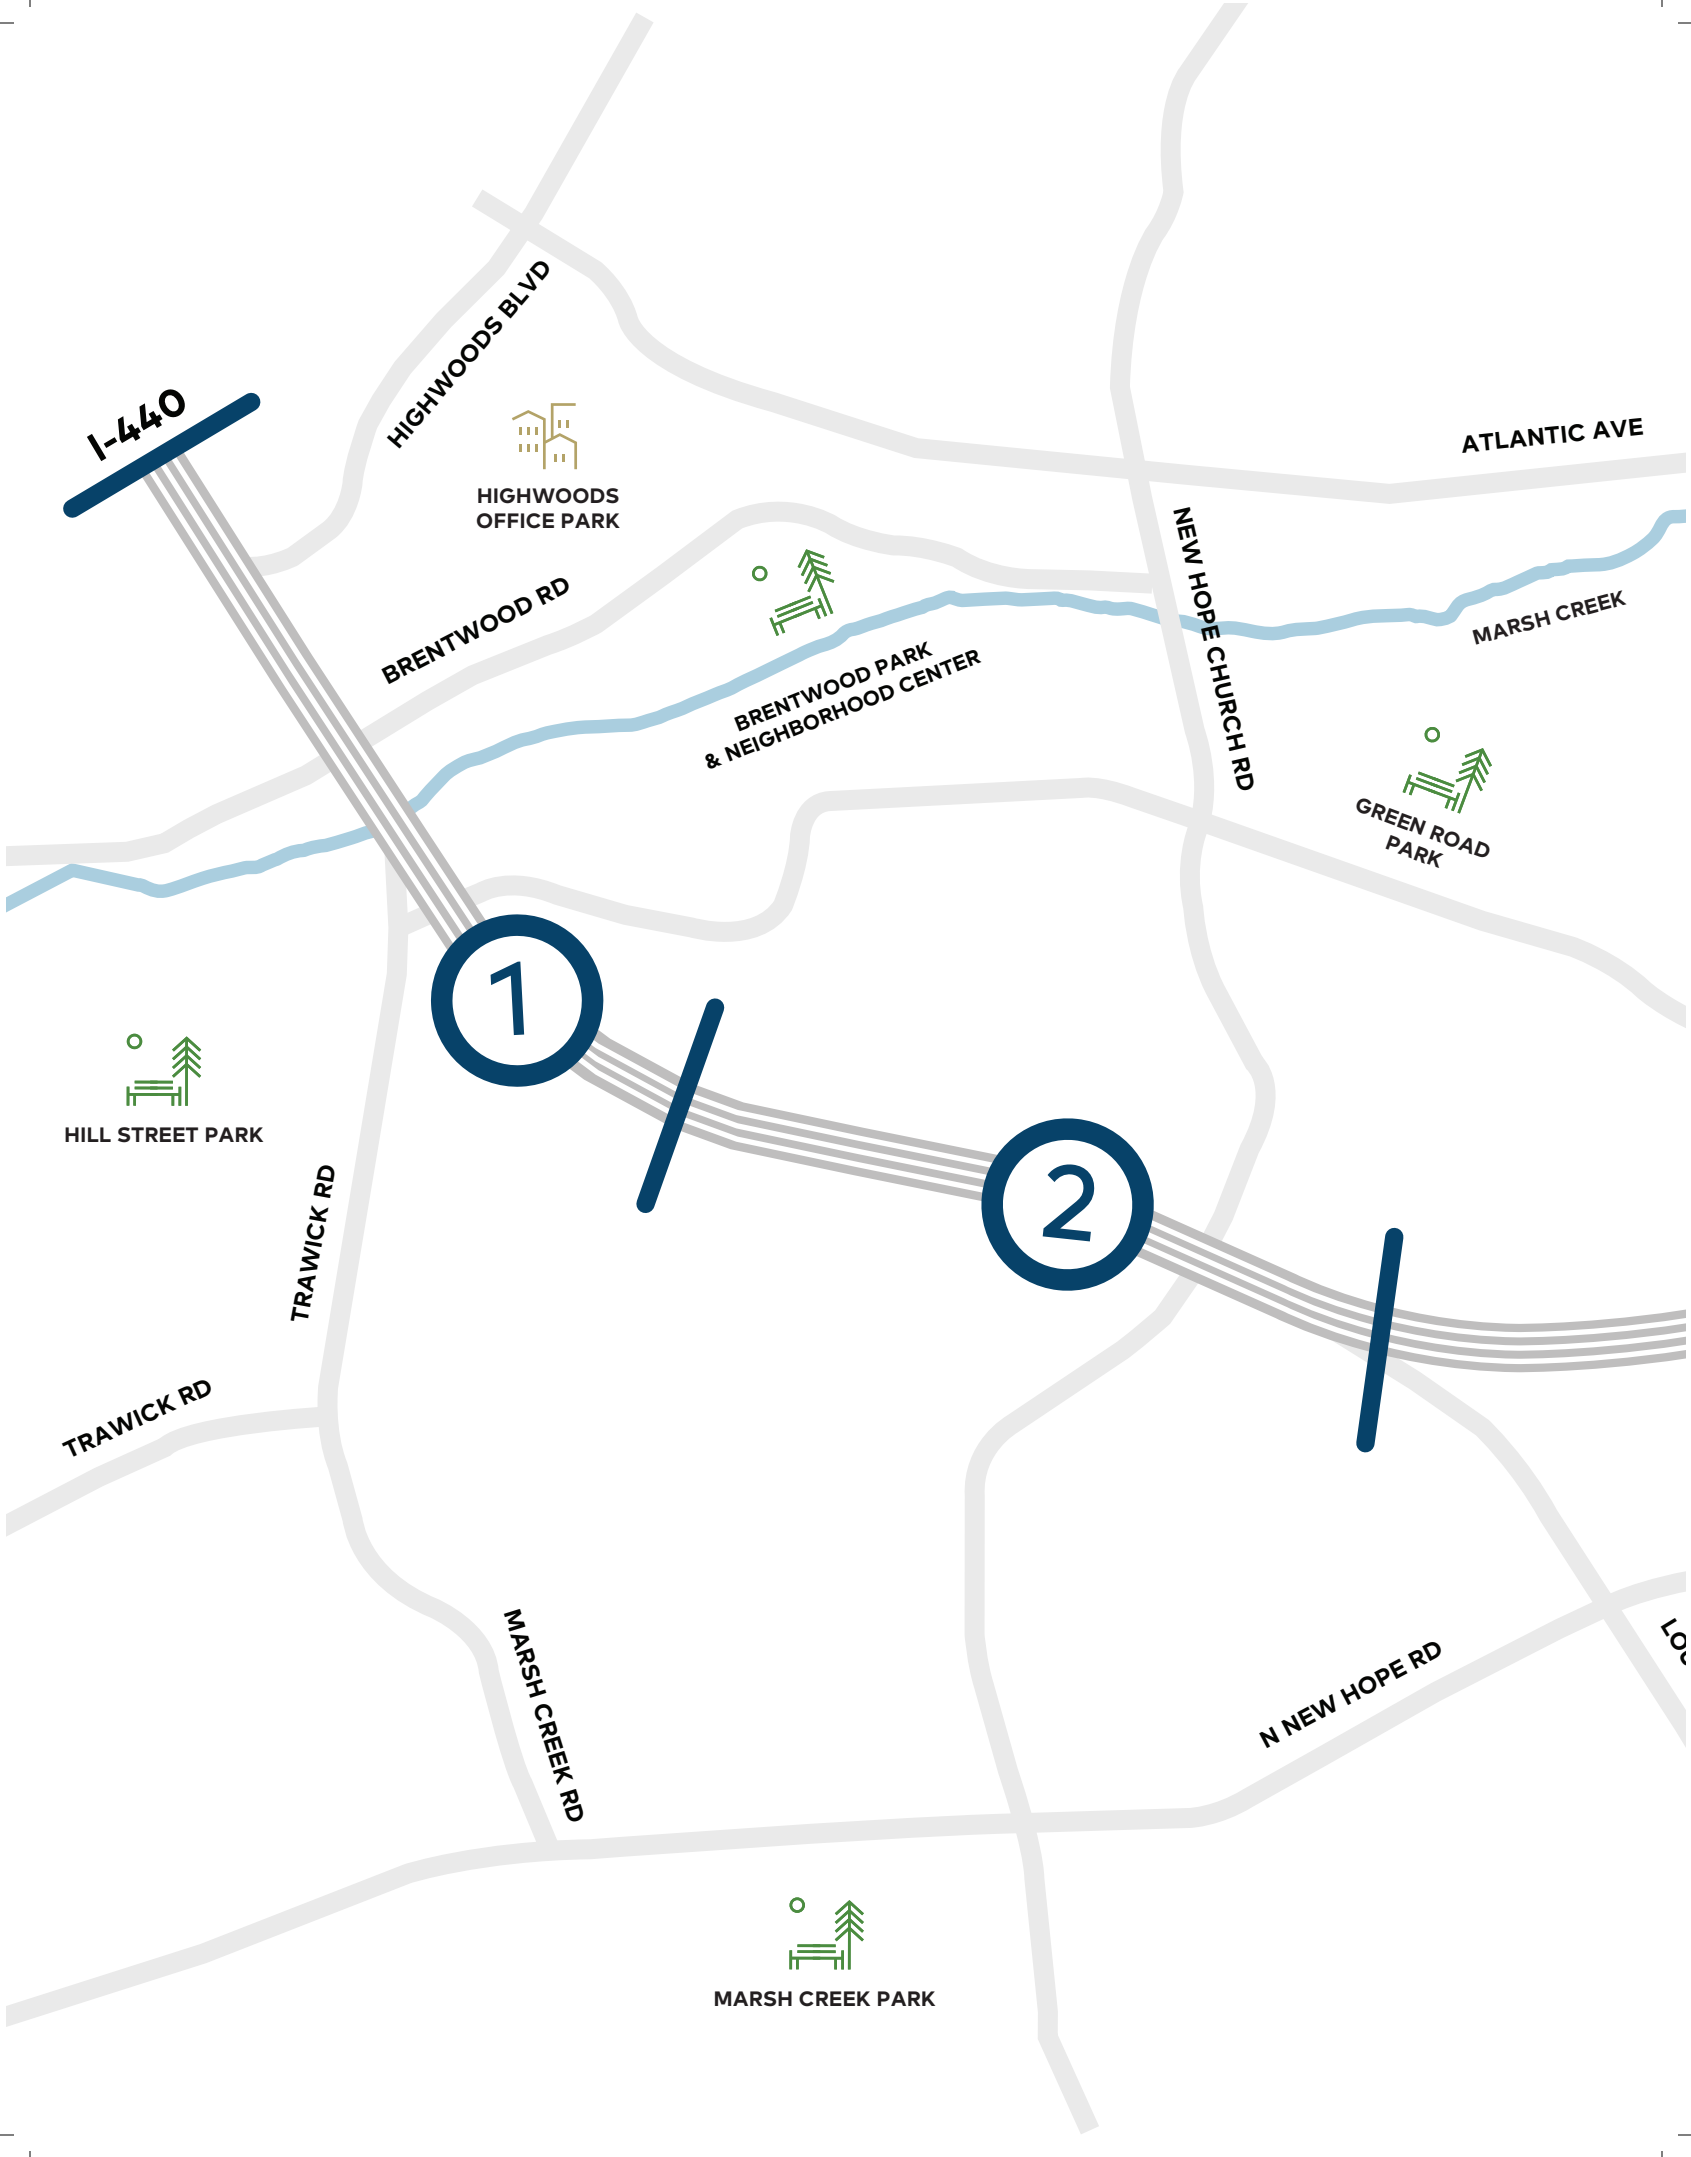 HIGHWOODS BLVD
I-440
ATLANTIC AVE
HIGHWOODS
OFFICE PARK
NEW HOPE CHURCH RD
BRENTWOOD RD
MARSH CREEK
BRENTWOOD PARK
& NEIGHBORHOOD CENTER
GREEN ROAD
PARK
1
HILL STREET PARK
2
TRAWICK RD
TRAWICK RD
MARSH CREEK RD
N NEW HOPE RD
MARSH CREEK PARK